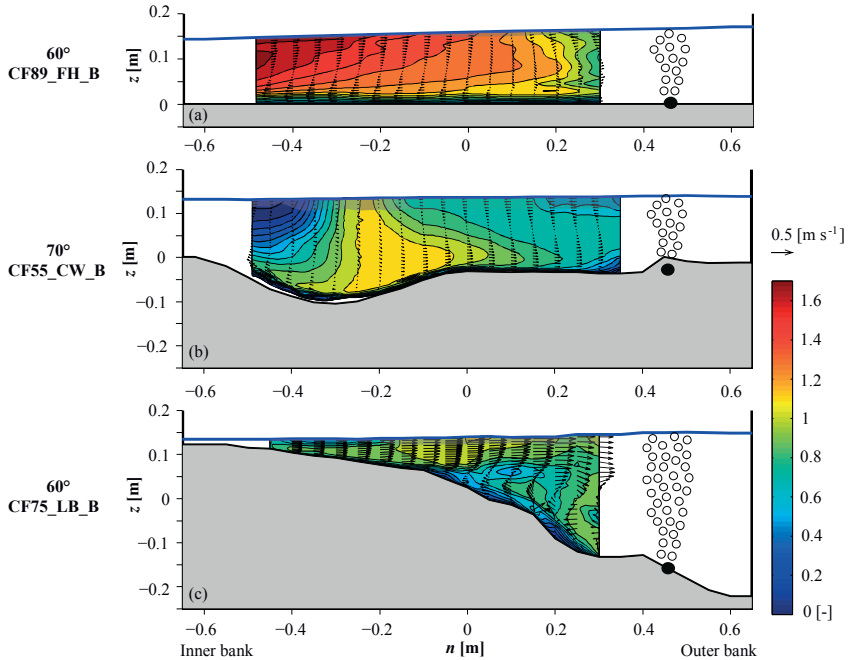 0.2
0.1
0
z [m]
60°
CF89_FH_B
(a)
−0.6 −0.4 −0.2 0 0.2 0.4 0.6
0.2
0.1
0
−0.1
−0.2
z [m]
70°
CF55_CW_B
(b)
−0.6 −0.4 −0.2 0 0.2 0.4 0.6
0.5 [m s⁻¹]
1.6
1.4
1.2
1
0.8
0.6
0.4
0.2
0 [-]
0.2
0.1
0
−0.1
−0.2
z [m]
60°
CF75_LB_B
(c)
−0.6 −0.4 −0.2 0 0.2 0.4 0.6
Inner bank n [m] Outer bank